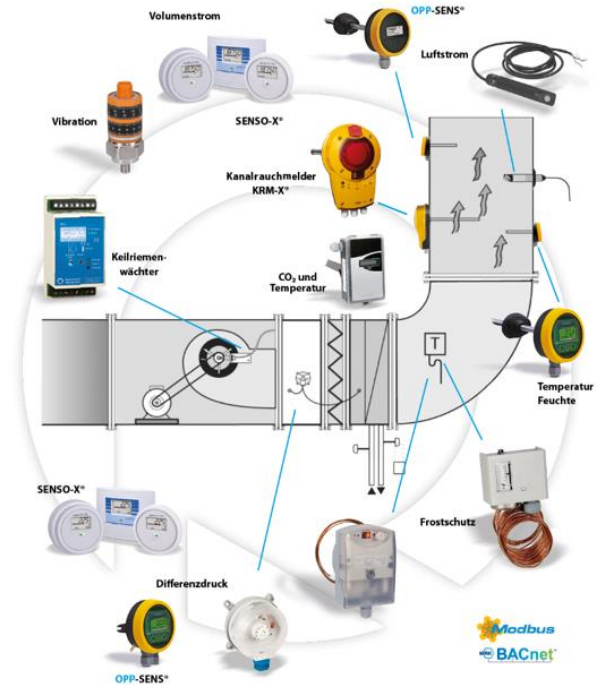 Volumenstrom
OPP-SENS®
Luftstrom
Vibration
SENSO-X®
Kanalrauchmelder
KRM-X®
Keilriemen-
wächter
CO₂ und
Temperatur
T
Temperatur
Feuchte
SENSO-X®
Frostschutz
Differenzdruck
OPP-SENS®
Modbus
BACnet™